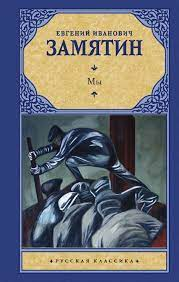 ЕВГЕНИЙ ИВАНОВИЧ
ЗАМЯТИН
Мы
РУССКАЯ КЛАССИКА